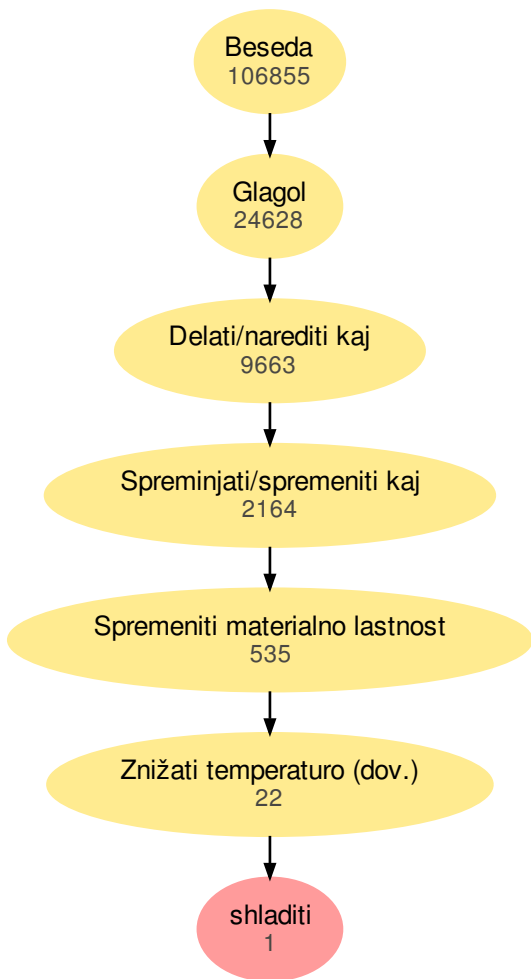 Beseda
106855
Glagol
24628
Delati/narediti kaj
9663
Spreminjati/spremeniti kaj
2164
Spremeniti materialno lastnost
535
Znižati temperaturo (dov.)
22
shladiti
1